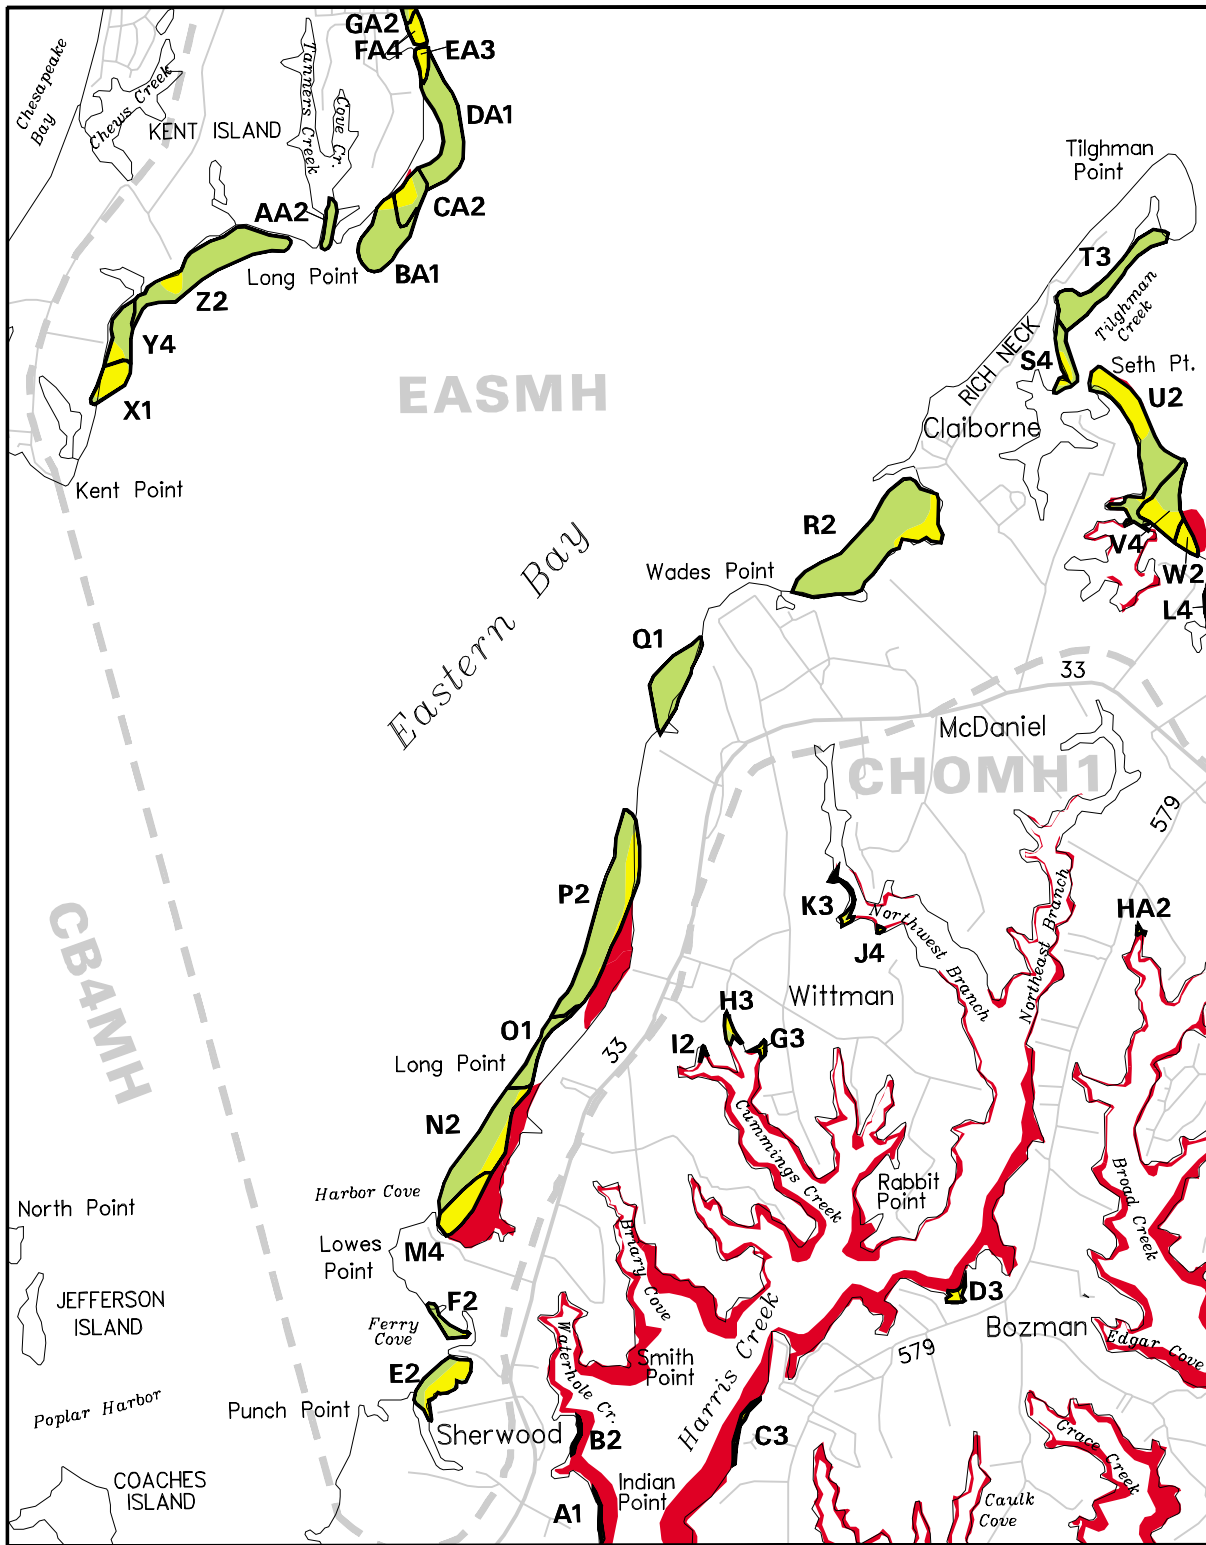 GA2
FA4
EA3
Chesapeake
Bay
Chews Creek
KENT ISLAND
Tanners Creek
Cove Cr.
DA1
Tilghman
Point
AA2
CA2
Long Point
BA1
Z2
T3
Tilghman
Creek
Y4
X1
RICH NECK
S4
Seth Pt.
U2
EASMH
Claiborne
Kent Point
R2
V4
W2
Wades Point
L4
Eastern Bay
Q1
33
McDaniel
CHOMH1
579
P2
K3
J4
Northwest Branch
Northeast Branch
HA2
CB4MH
Wittman
H3
I2
G3
O1
33
Long Point
N2
Cummings Creek
Rabbit
Point
Broad Creek
Harbor Cove
North Point
M4
Lowes
Point
Briary Cove
JEFFERSON
ISLAND
F2
Ferry
Cove
D3
Bozman
Edgar Cove
579
E2
Waterhole Cr.
Smith
Point
Harris Creek
Poplar Harbor
Punch Point
Sherwood
B2
C3
Grace Creek
COACHES
ISLAND
Indian
Point
A1
Caulk
Cove